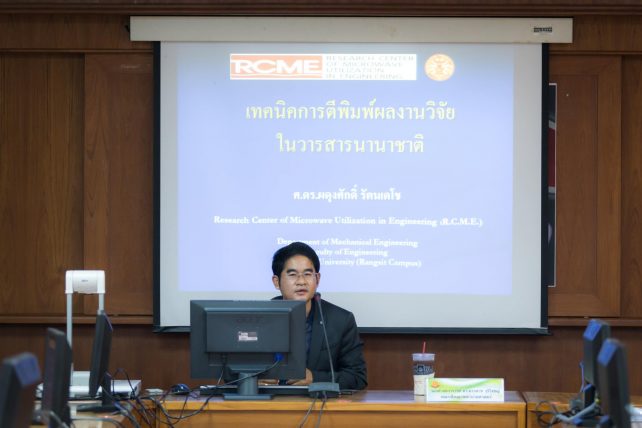 RCME
RESEARCH CENTER
OF MICROWAVE
UTILIZATION
IN ENGINEERING
เทคนิคการตีพิมพ์ผลงานวิจัย
ในวารสารนานาชาติ
ศ.ดร.ผดุงศักดิ์ รัตนเดโช
Research Center of Microwave Utilization in Engineering (R.C.M.E.)
Department of Mechanical Engineering
Faculty of Engineering
University (Rangsit Campus)